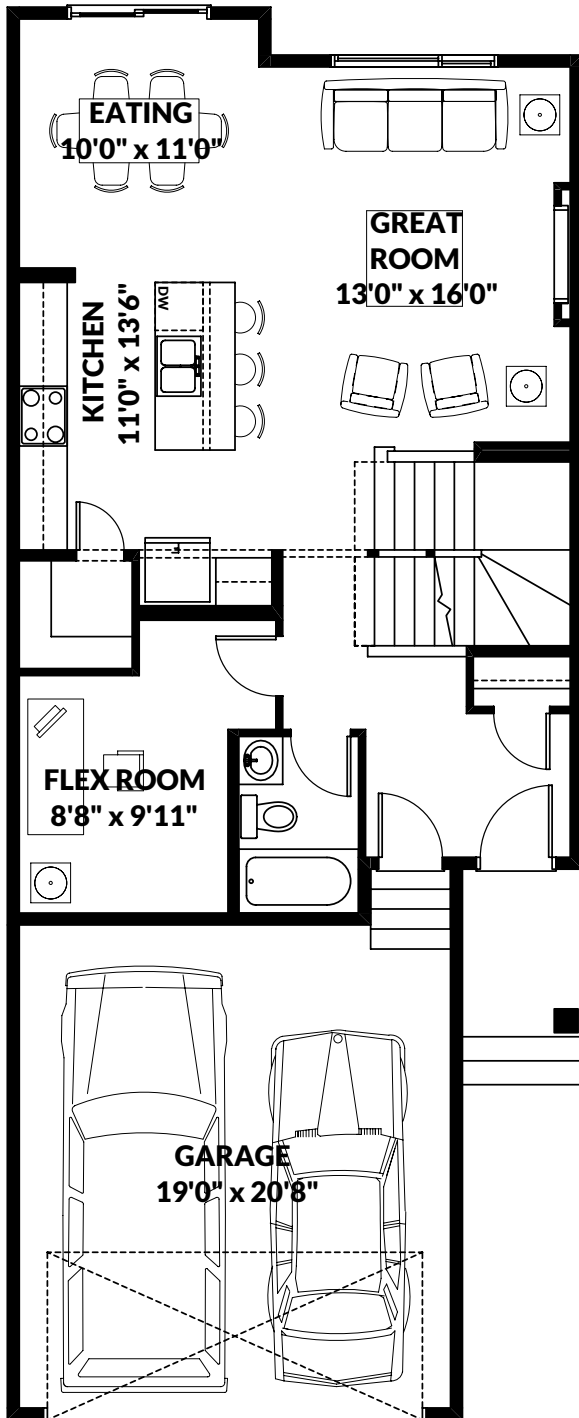 EATING
10'0" x 11'0"
GREAT
ROOM
13'0" x 16'0"
KITCHEN
11'0" x 13'6"
DW
FLEX ROOM
8'8" x 9'11"
GARAGE
19'0" x 20'8"